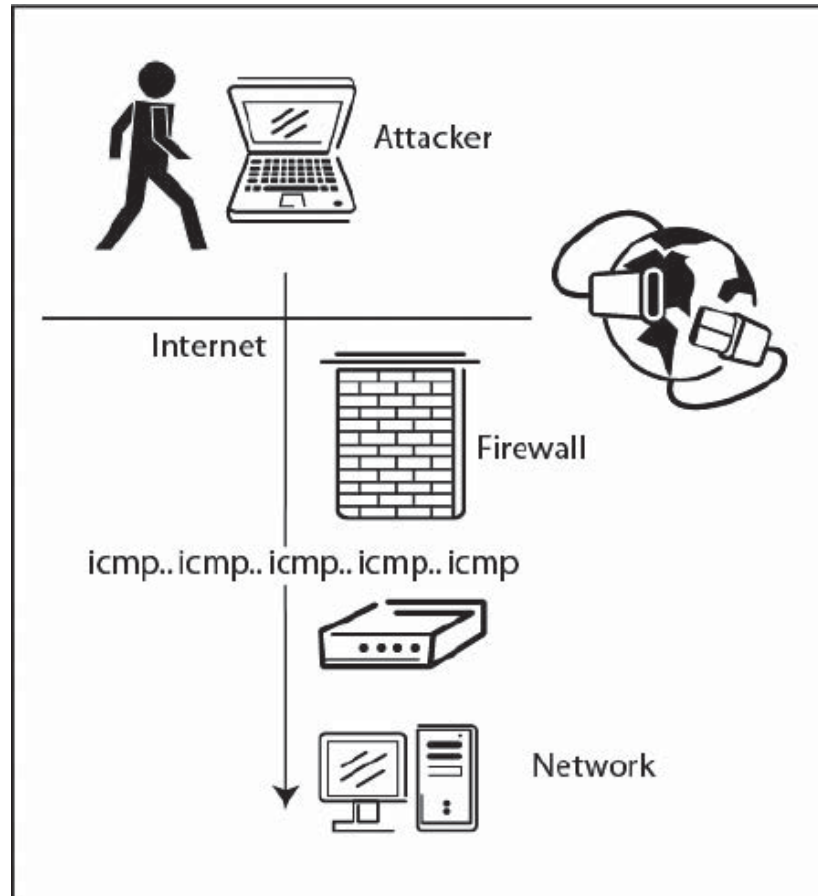 Attacker
Internet
Firewall
icmp.. icmp.. icmp.. icmp.. icmp
Network